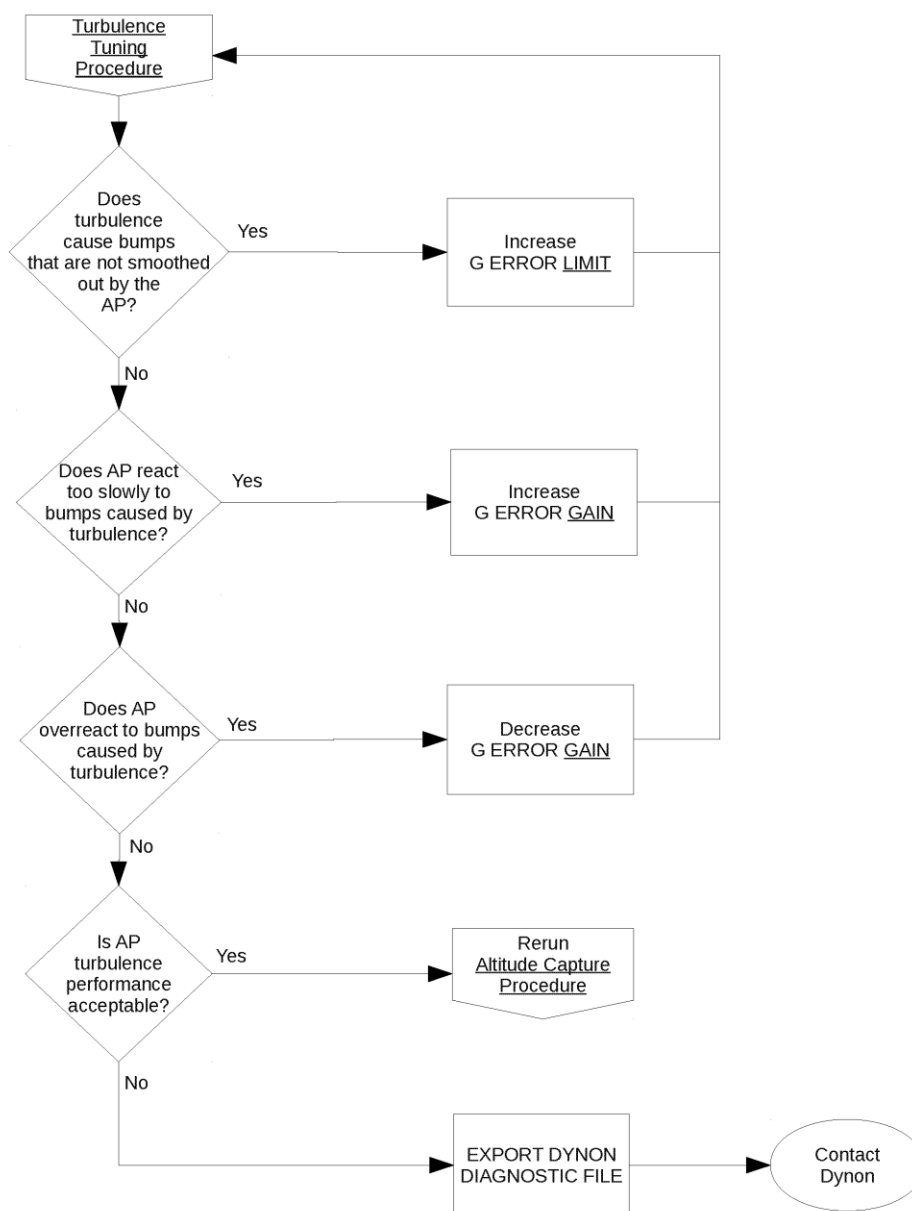 Turbulence
Tuning
Procedure
Does
turbulence
cause bumps
that are not smoothed
out by the
AP?
Yes
Increase
G ERROR LIMIT
No
Does AP react
too slowly to
bumps caused by
turbulence?
Yes
Increase
G ERROR GAIN
No
Does AP
overreact to bumps
caused by
turbulence?
Yes
Decrease
G ERROR GAIN
No
Is AP
turbulence
performance
acceptable?
Yes
Rerun
Altitude Capture
Procedure
No
EXPORT DYNON
DIAGNOSTIC FILE
Contact
Dynon